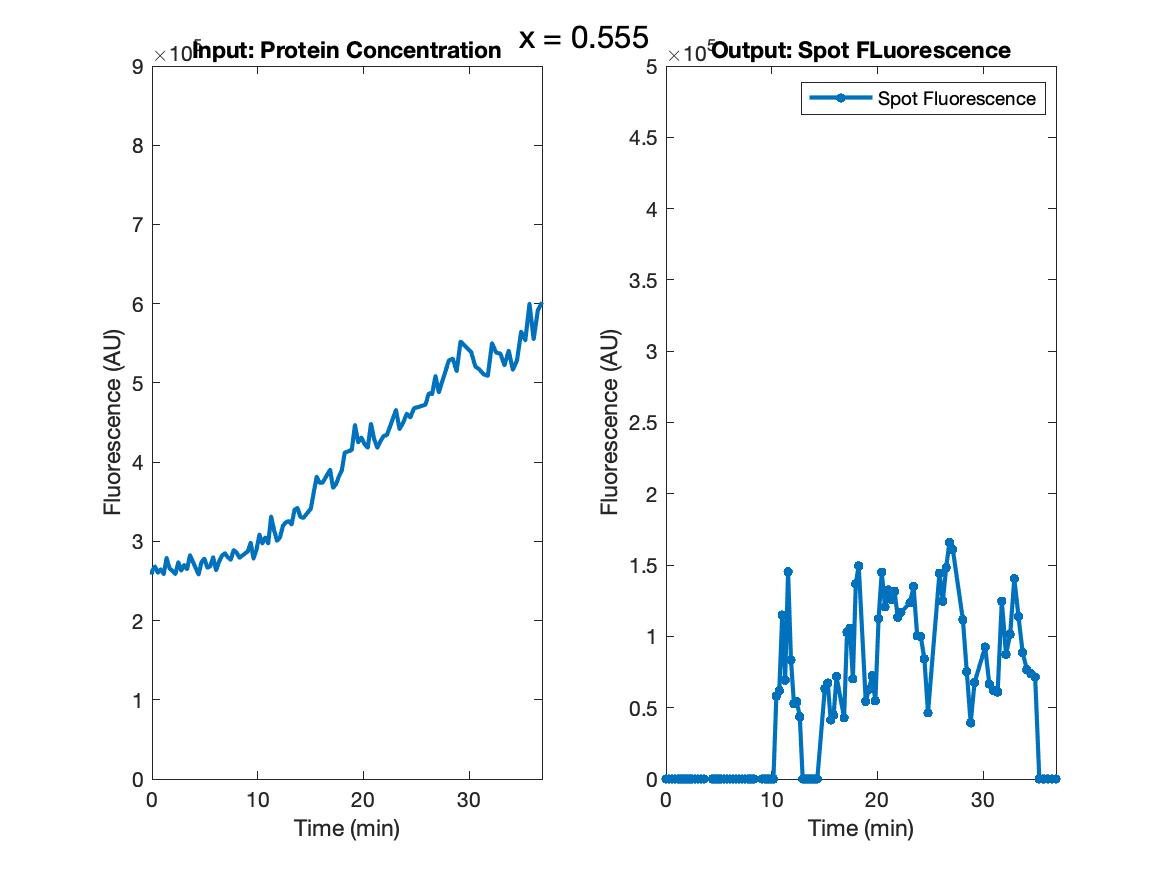 x = 0.555
×10⁵
Input: Protein Concentration
9
8
7
6
5
4
3
2
1
0
Fluorescence (AU)
0 10 20 30
Time (min)
×10⁵
Output: Spot FLuorescence
Spot Fluorescence
5
4.5
4
3.5
3
2.5
2
1.5
1
0.5
0
Fluorescence (AU)
0 10 20 30
Time (min)